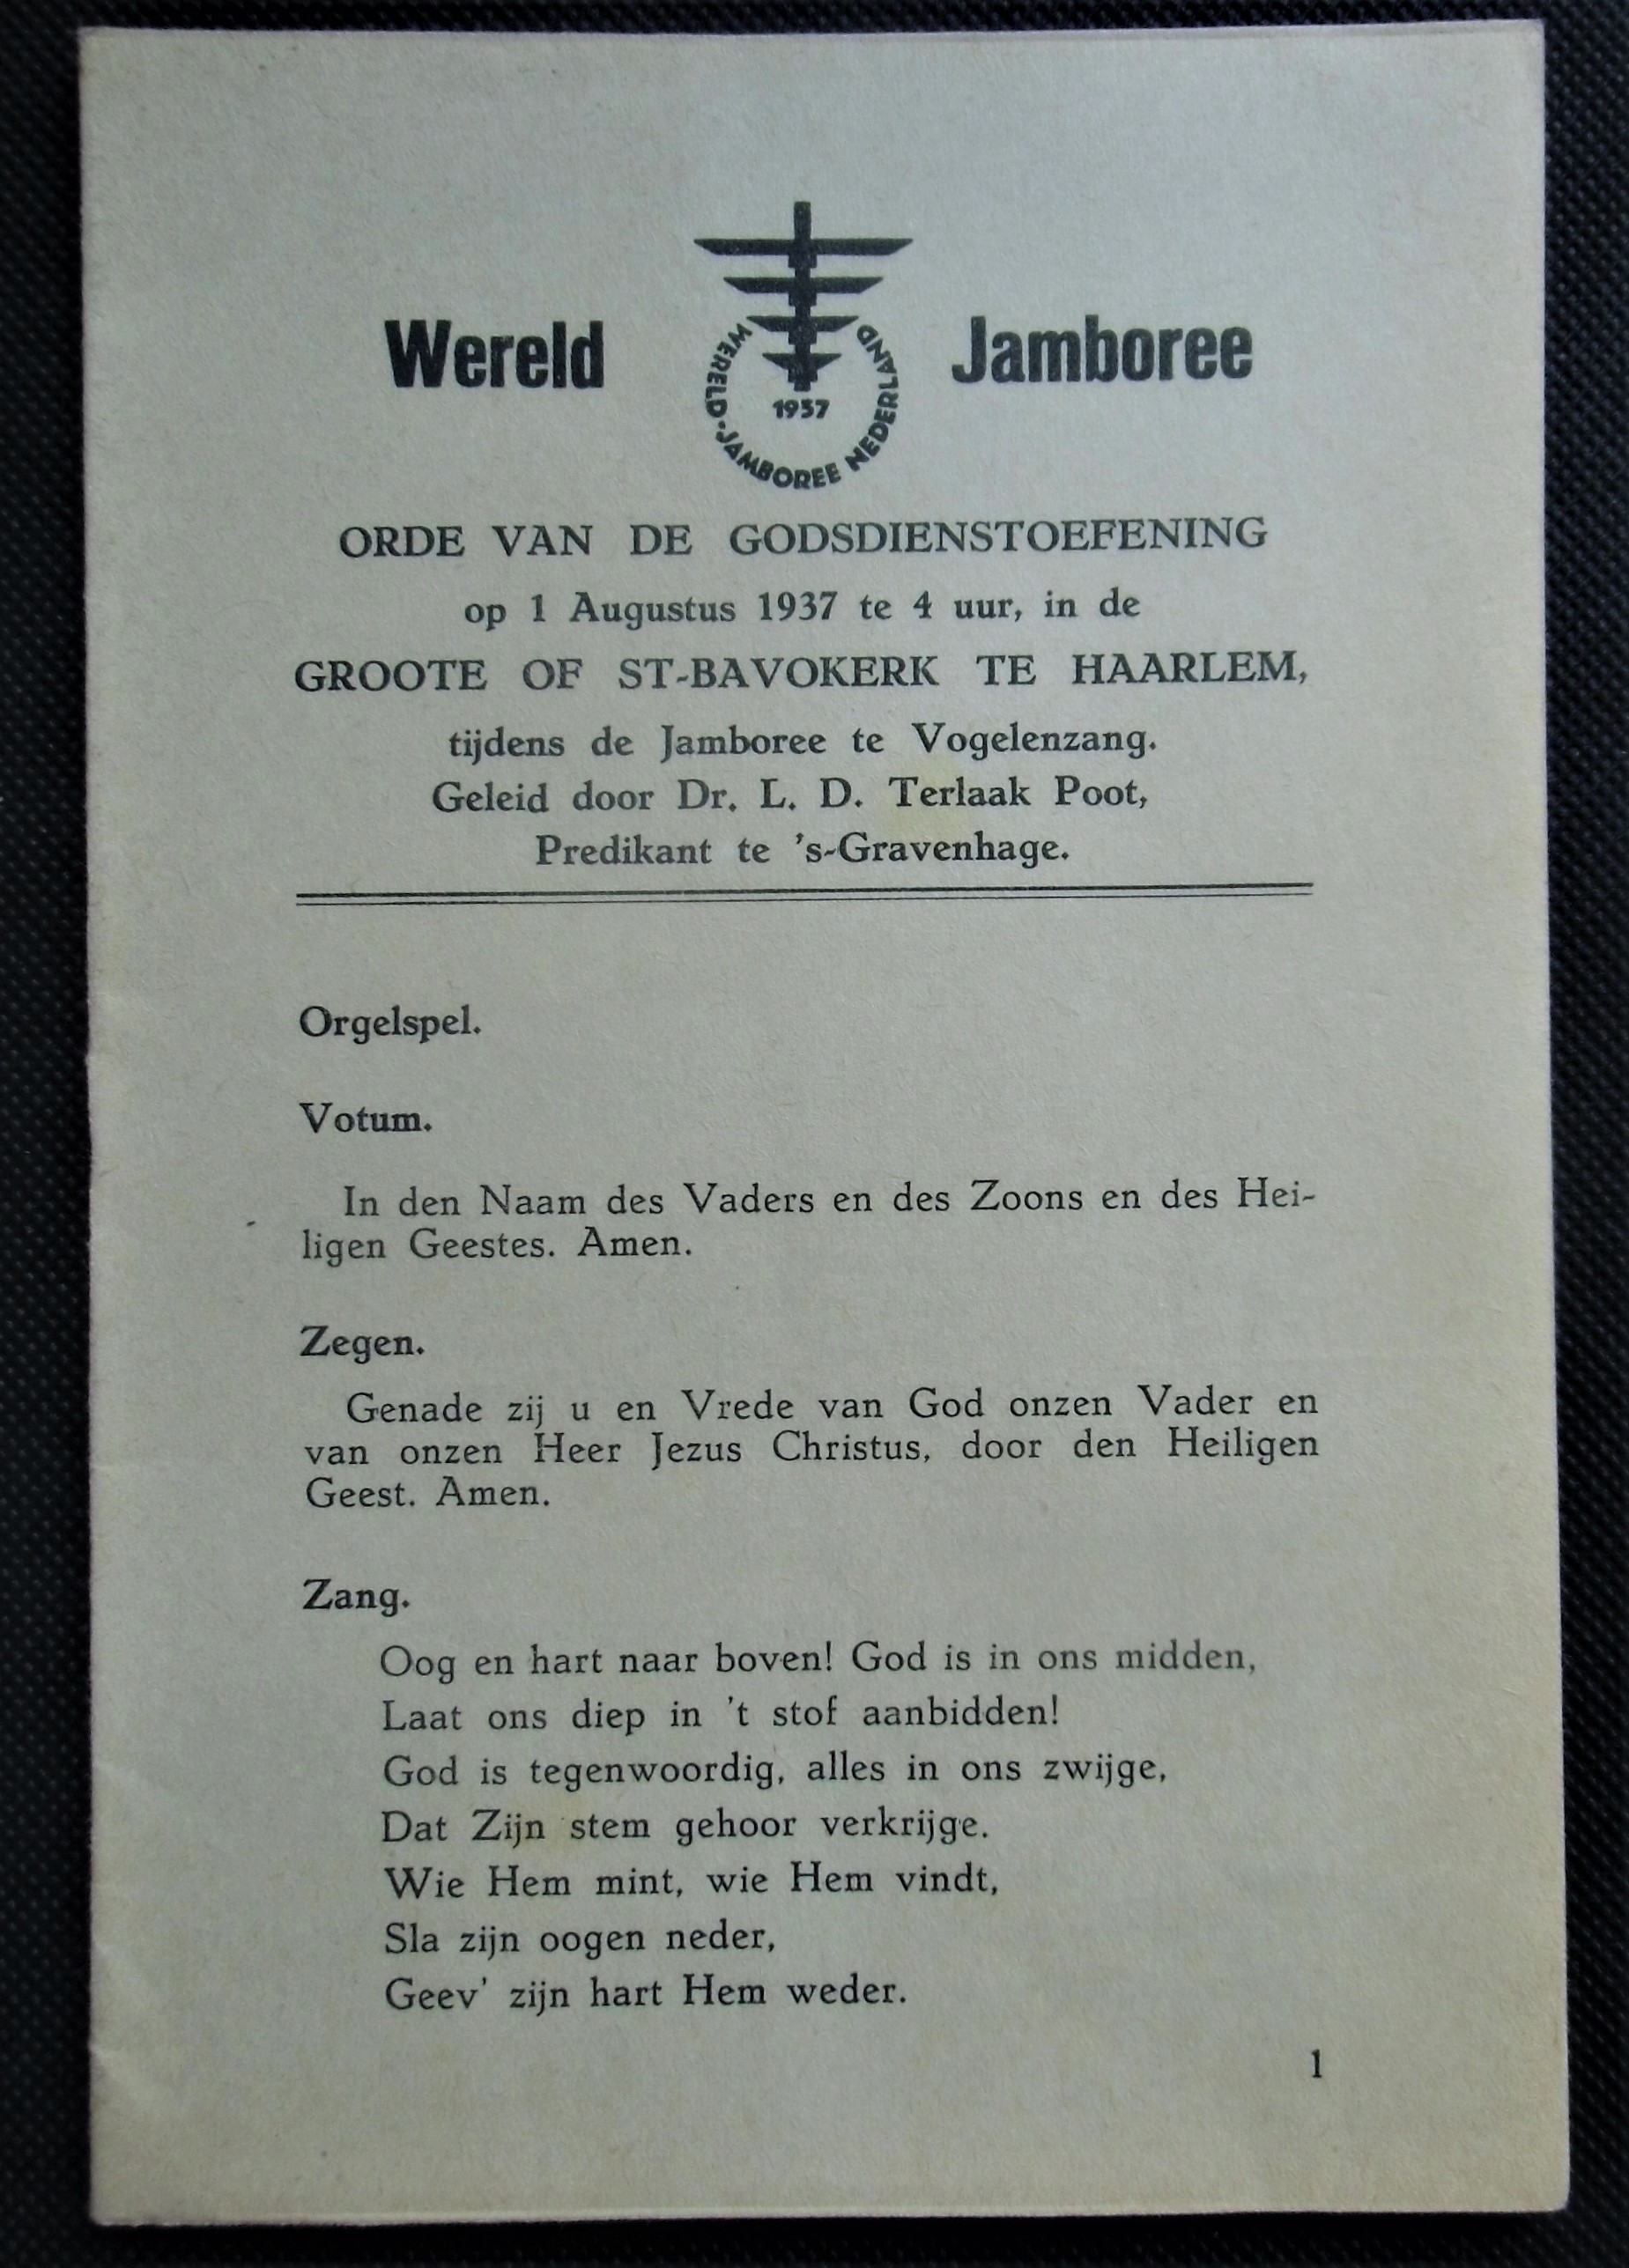 Wereld Jamboree
WERELD-JAMBOREE NEDERLAND
1937
ORDE VAN DE GODSDIENSTOEFENING
op 1 Augustus 1937 te 4 uur, in de
GROOTE OF ST-BAVOKERK TE HAARLEM,
tijdens de Jamboree te Vogelenzang.
Geleid door Dr. L. D. Terlaak Poot,
Predikant te 's-Gravenhage.
Orgelspel.
Votum.
In den Naam des Vaders en des Zoons en des Hei-
ligen Geestes. Amen.
Zegen.
Genade zij u en Vrede van God onzen Vader en
van onzen Heer Jezus Christus, door den Heiligen
Geest. Amen.
Zang.
Oog en hart naar boven! God is in ons midden,
Laat ons diep in 't stof aanbidden!
God is tegenwoordig, alles in ons zwijge,
Dat Zijn stem gehoor verkrijge.
Wie Hem mint, wie Hem vindt,
Sla zijn oogen neder,
Geev' zijn hart Hem weder.
1